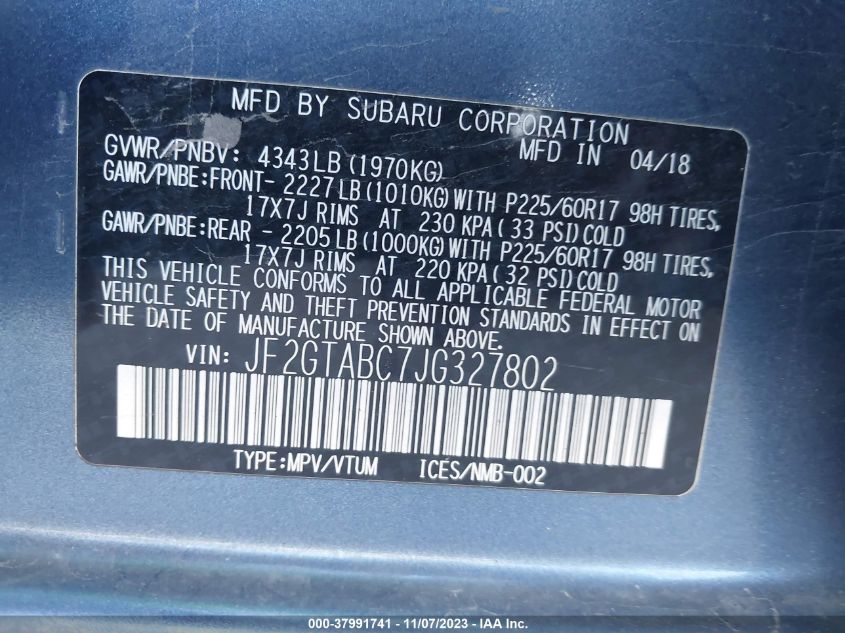 MFD BY SUBARU CORPORATION
GVWR/PNBV: 4343LB (1970KG) MFD IN 04/18
GAWR/PNBE:FRONT- 2227LB(1010KG)WITH P225/60R17 98H TIRES,
17X7J RIMS AT 230 KPA(33 PSI)COLD
GAWR/PNBE:REAR - 2205LB(1000KG)WITH P225/60R17 98H TIRES,
17X7J RIMS AT 220 KPA(32 PSI)COLD
THIS VEHICLE CONFORMS TO ALL APPLICABLE FEDERAL MOTOR
VEHICLE SAFETY AND THEFT PREVENTION STANDARDS IN EFFECT ON
THE DATE OF MANUFACTURE SHOWN ABOVE.
VIN: JF2GTABC7JG327802
TYPE:MPV/VTUM ICES/NMB-002
000-37991741 - 11/07/2023 - IAA Inc.